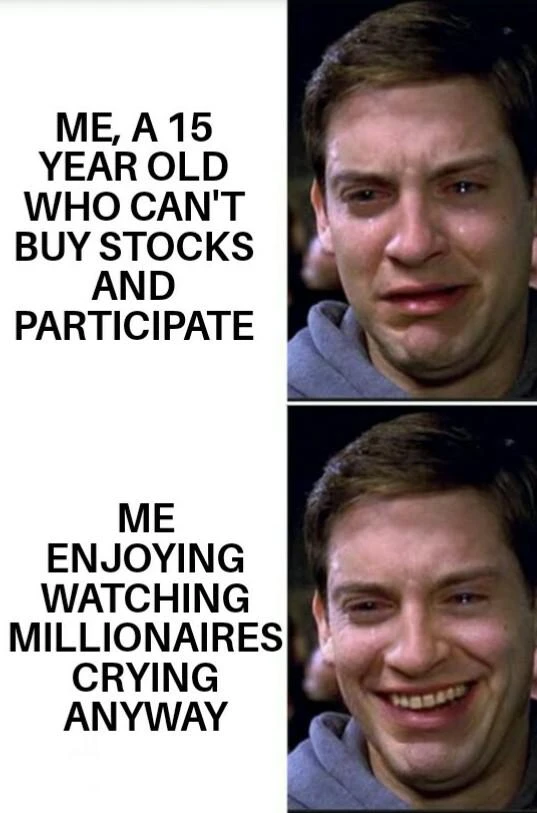 ME, A 15
YEAR OLD
WHO CAN'T
BUY STOCKS
AND
PARTICIPATE
ME
ENJOYING
WATCHING
MILLIONAIRES
CRYING
ANYWAY